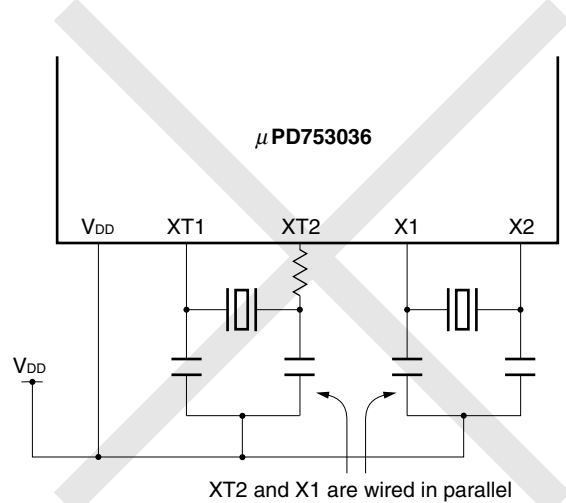 μPD753036
VDD XT1 XT2 X1 X2
VDD
XT2 and X1 are wired in parallel